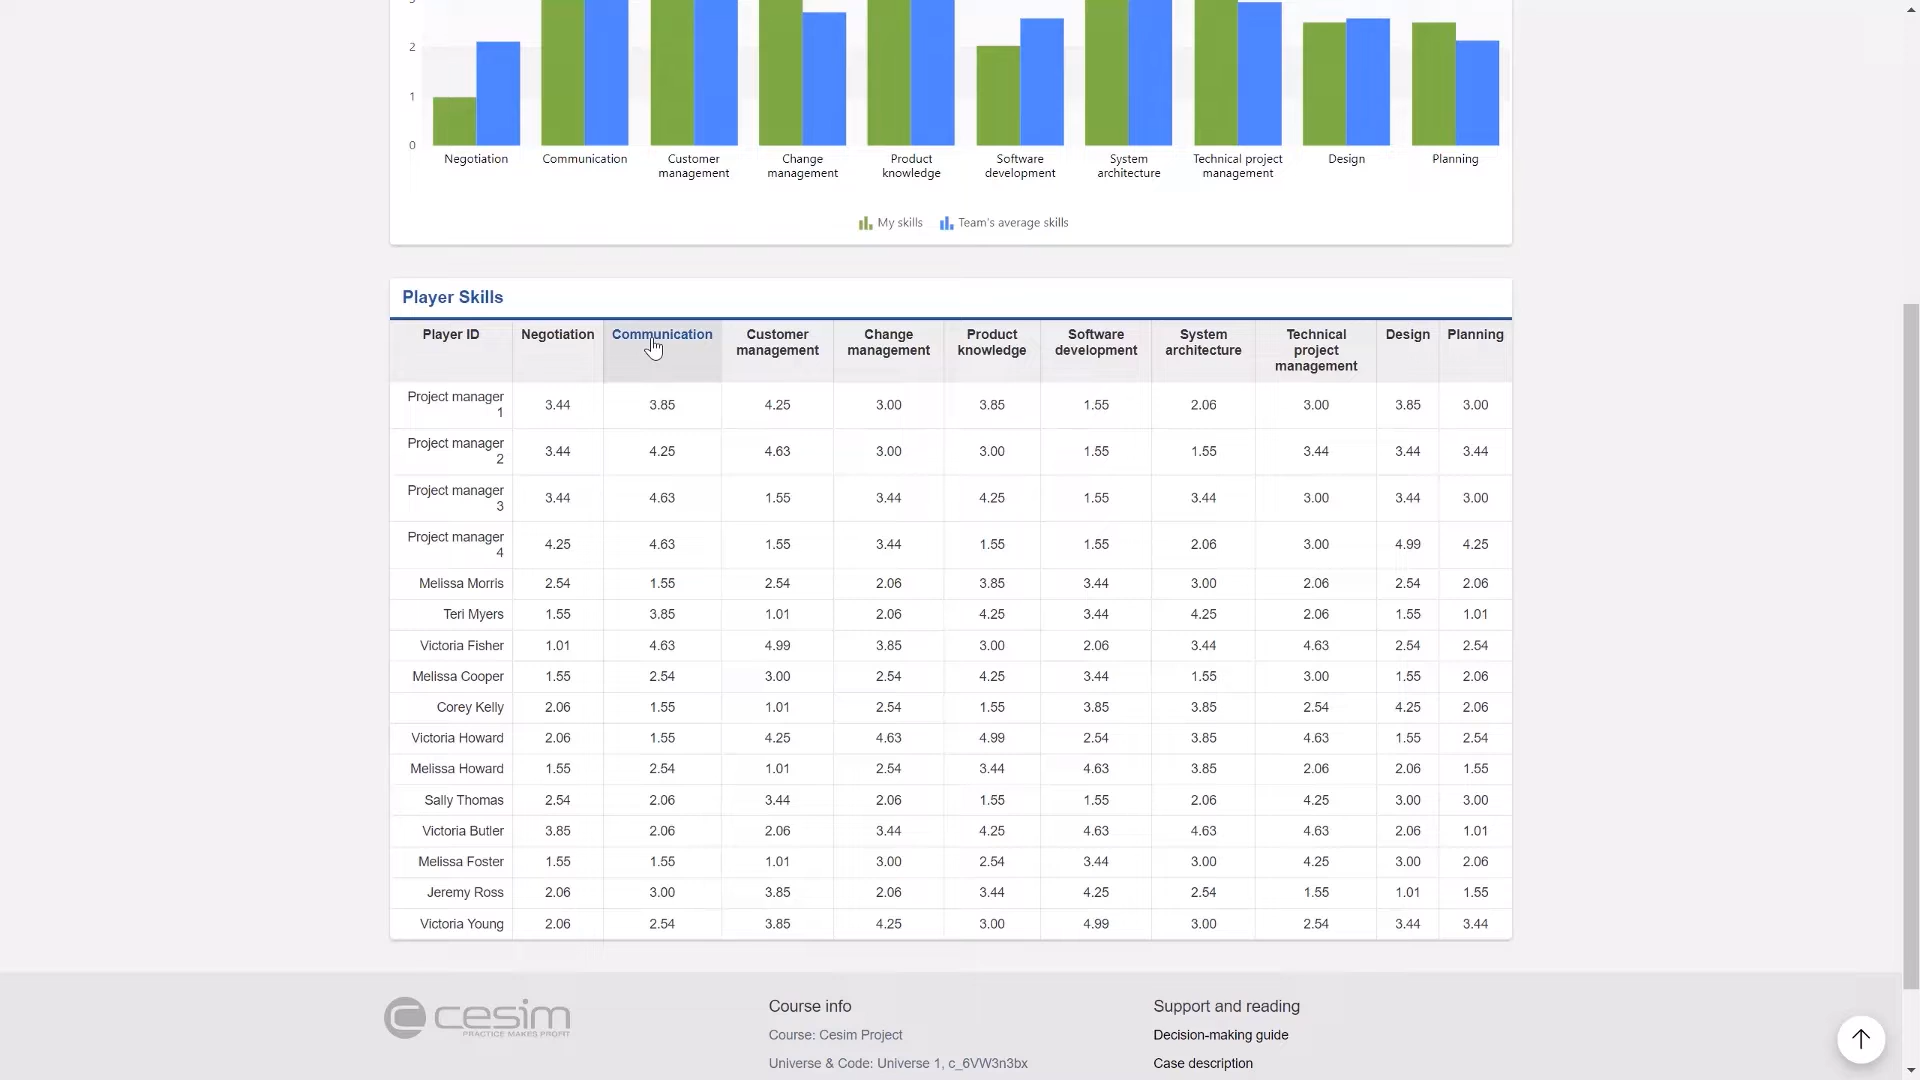 2
1
0
Negotiation Communication Customer Change Product Software System Technical project Design Planning
management management knowledge development architecture management
My skills Team's average skills
Player Skills
Player ID Negotiation Communication Customer Change Product Software System Technical Design Planning
management management knowledge development architecture project
management
Project manager
1 3.44 3.85 4.25 3.00 3.85 1.55 2.06 3.00 3.85 3.00
Project manager
2 3.44 4.25 4.63 3.00 3.00 1.55 1.55 3.44 3.44 3.44
Project manager
3 3.44 4.63 1.55 3.44 4.25 1.55 3.44 3.00 3.44 3.00
Project manager
4 4.25 4.63 1.55 3.44 1.55 1.55 2.06 3.00 4.99 4.25
Melissa Morris 2.54 1.55 2.54 2.06 3.85 3.44 3.00 2.06 2.54 2.06
Teri Myers 1.55 3.85 1.01 2.06 4.25 3.44 4.25 2.06 1.55 1.01
Victoria Fisher 1.01 4.63 4.99 3.85 3.00 2.06 3.44 4.63 2.54 2.54
Melissa Cooper 1.55 2.54 3.00 2.54 4.25 3.44 1.55 3.00 1.55 2.06
Corey Kelly 2.06 1.55 1.01 2.54 1.55 3.85 3.85 2.54 4.25 2.06
Victoria Howard 2.06 1.55 4.25 4.63 4.99 2.54 3.85 4.63 1.55 2.54
Melissa Howard 1.55 2.54 1.01 2.54 3.44 4.63 3.85 2.06 2.06 1.55
Sally Thomas 2.54 2.06 3.44 2.06 1.55 1.55 2.06 4.25 3.00 3.00
Victoria Butler 3.85 2.06 2.06 3.44 4.25 4.63 4.63 4.63 2.06 1.01
Melissa Foster 1.55 1.55 1.01 3.00 2.54 3.44 3.00 4.25 3.00 2.06
Jeremy Ross 2.06 3.00 3.85 2.06 3.44 4.25 2.54 1.55 1.01 1.55
Victoria Young 2.06 2.54 3.85 4.25 3.00 4.99 3.00 2.54 3.44 3.44
cesim
PRACTICE MAKES PROFIT
Course info
Course: Cesim Project
Universe & Code: Universe 1, c_6VW3n3bx
Support and reading
Decision-making guide
Case description